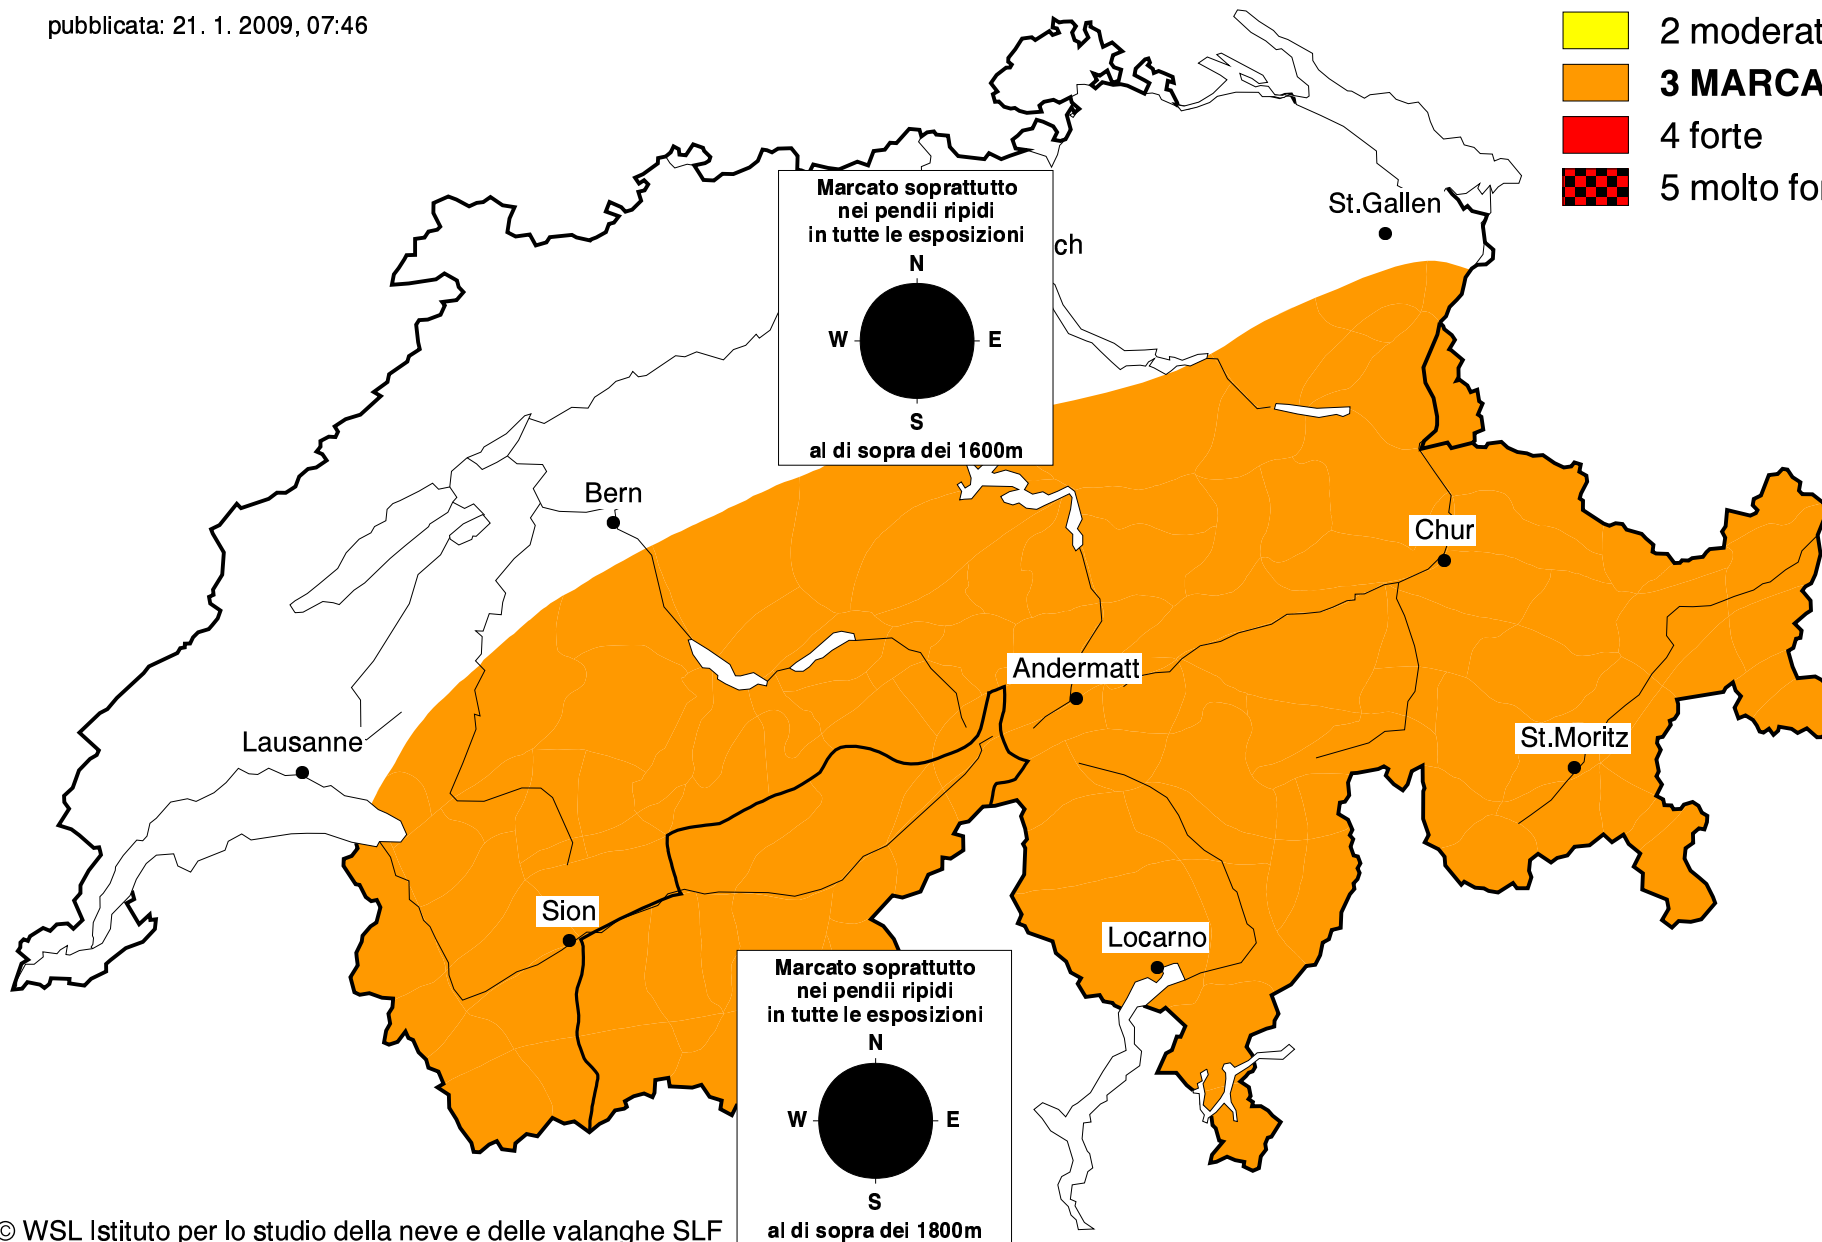 pubblicata: 21. 1. 2009, 07:46
2 moderat
3 MARCA
4 forte
5 molto for
Marcato soprattutto
nei pendii ripidi
in tutte le esposizioni
N
W E
S
al di sopra dei 1600m
ch
St.Gallen
Bern
Chur
Andermatt
St.Moritz
Lausanne
Sion
Locarno
Marcato soprattutto
nei pendii ripidi
in tutte le esposizioni
N
W E
S
al di sopra dei 1800m
© WSL Istituto per lo studio della neve e delle valanghe SLF